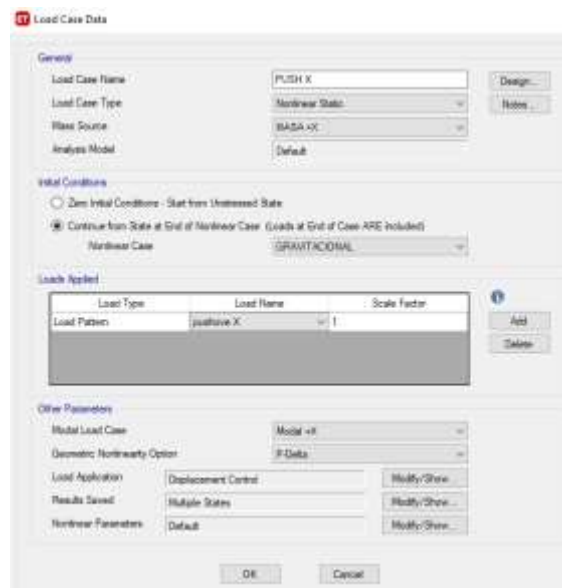 ET Load Case Data
General
Load Case Name PUSH X Design...
Load Case Type Nonlinear Static Notes...
Mass Source MASA +X
Analysis Model Default
Initial Conditions
Zero Initial Conditions - Start from Unstressed State
Continue from State at End of Nonlinear Case (Loads at End of Case ARE included)
Nonlinear Case GRAVITACIONAL
Loads Applied
Load Type Load Name Scale Factor
Load Pattern pushove X 1 Add
Delete
Other Parameters
Modal Load Case Modal +X
Geometric Nonlinearity Option P-Delta
Load Application Displacement Control Modify/Show...
Results Saved Multiple States Modify/Show...
Nonlinear Parameters Default Modify/Show...
OK Cancel